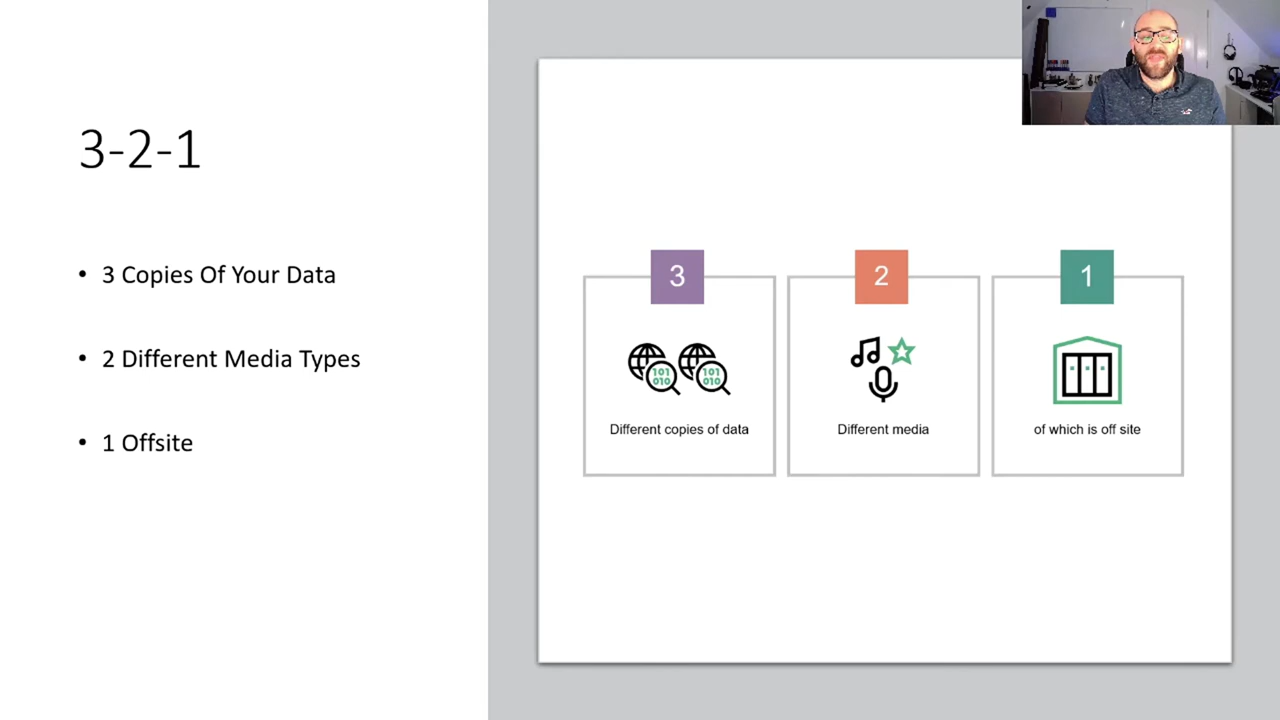 3-2-1
• 3 Copies Of Your Data
• 2 Different Media Types
• 1 Offsite
3
2
1
101
010
101
010
Different copies of data
Different media
of which is off site